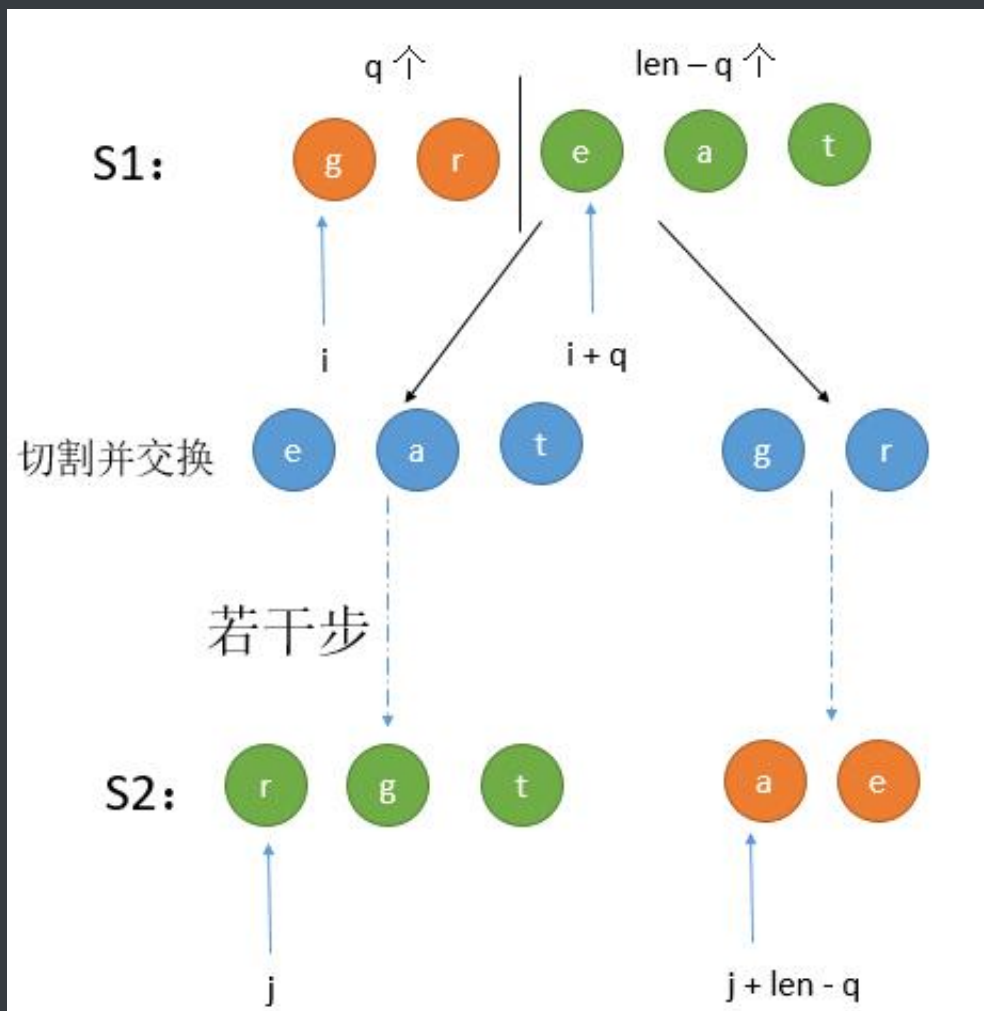 q 个 len – q 个
S1： g r e a t
i i + q
切割并交换 e a t g r
若干步
S2： r g t a e
j j + len - q